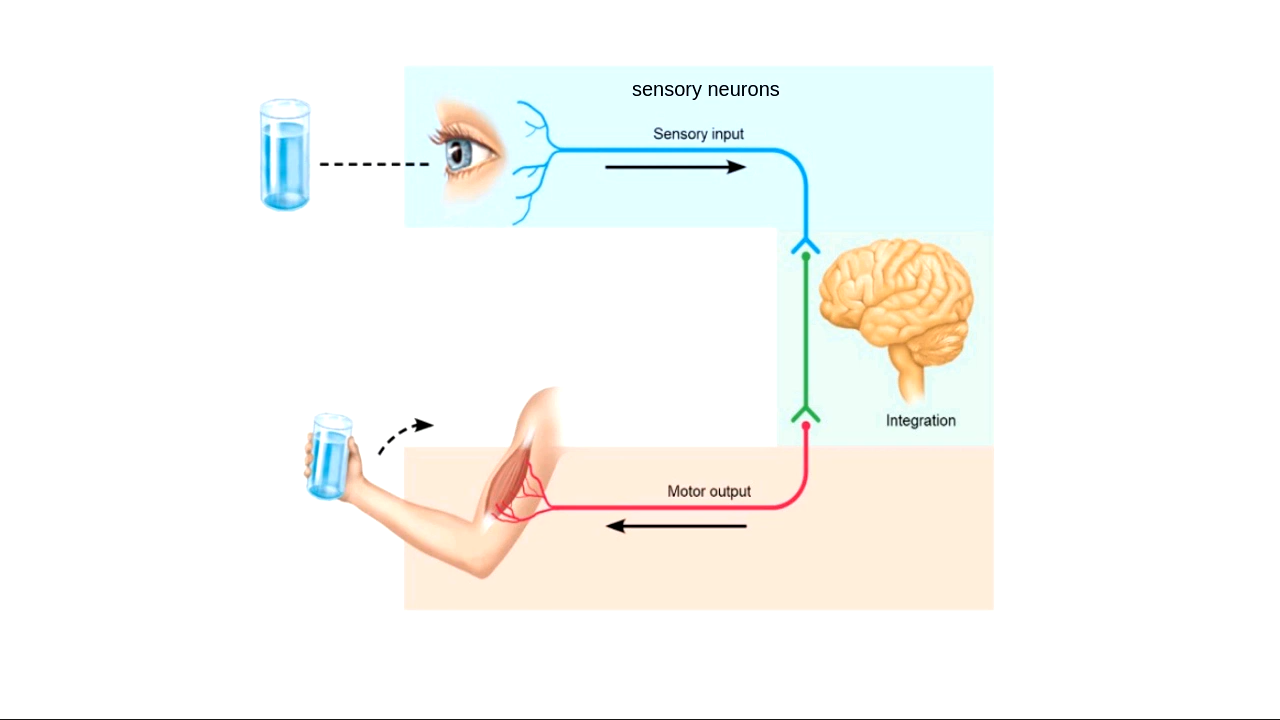 sensory neurons
Sensory input
Integration
Motor output